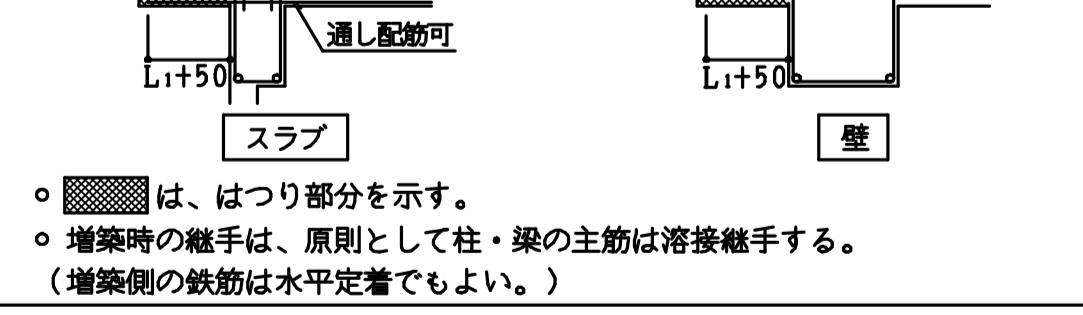 通し配筋可
L1+50
L1+50
スラブ
壁
は、はつり部分を示す。
増築時の継手は、原則として柱・梁の主筋は溶接継手する。
(増築側の鉄筋は水平定着でもよい。)